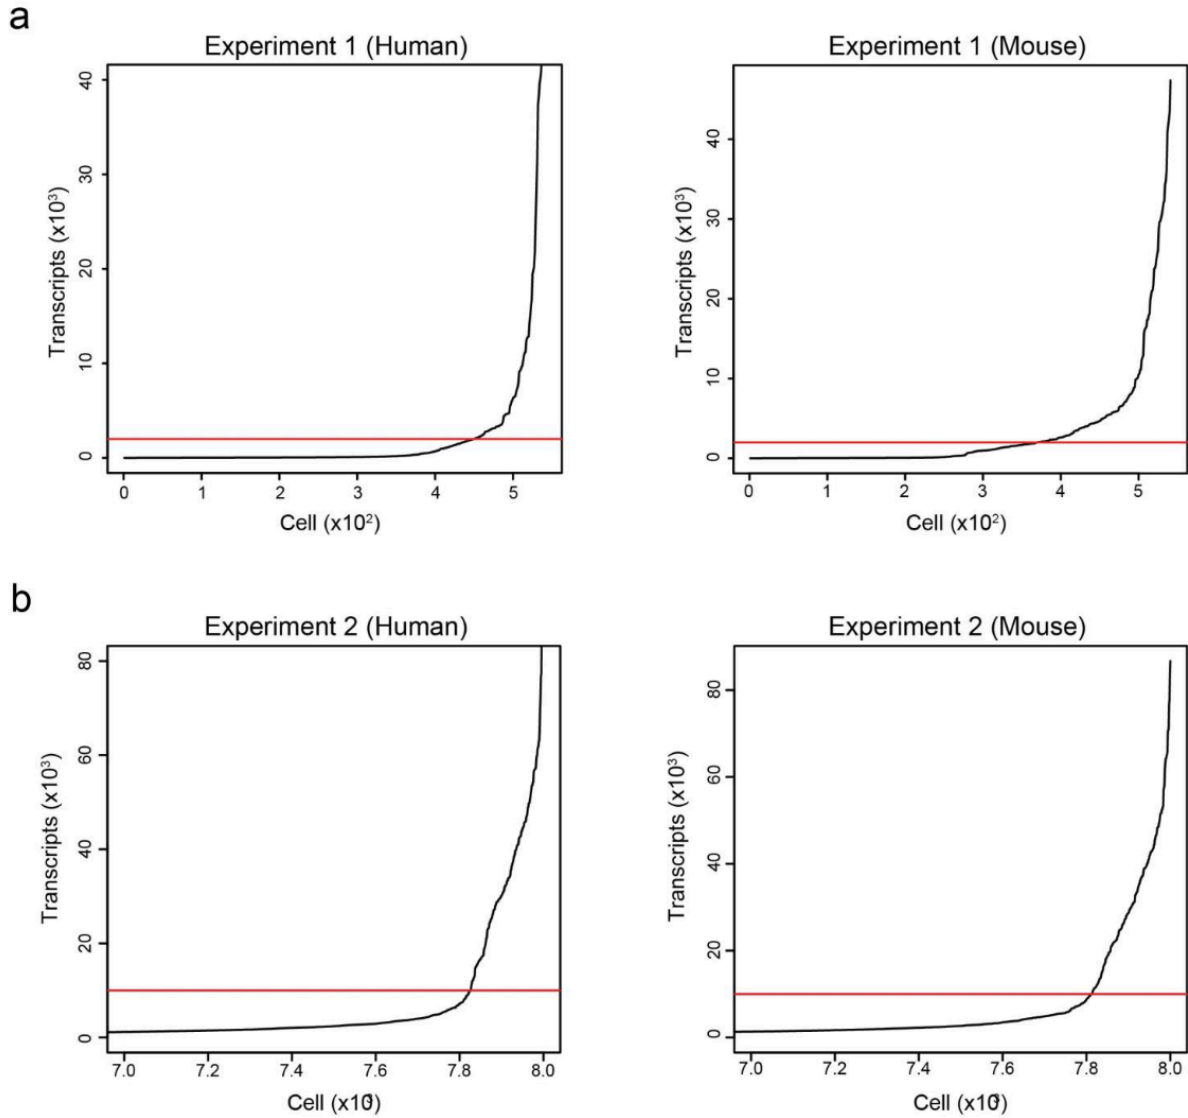 a
Experiment 1 (Human)
Transcripts (x10³)
40
30
20
10
0
0 1 2 3 4 5
Cell (x10²)
Experiment 1 (Mouse)
Transcripts (x10³)
40
30
20
10
0
0 1 2 3 4 5
Cell (x10²)
b
Experiment 2 (Human)
Transcripts (x10³)
80
60
40
20
0
7.0 7.2 7.4 7.6 7.8 8.0
Cell (x10³)
Experiment 2 (Mouse)
Transcripts (x10³)
80
60
40
20
0
7.0 7.2 7.4 7.6 7.8 8.0
Cell (x10³)